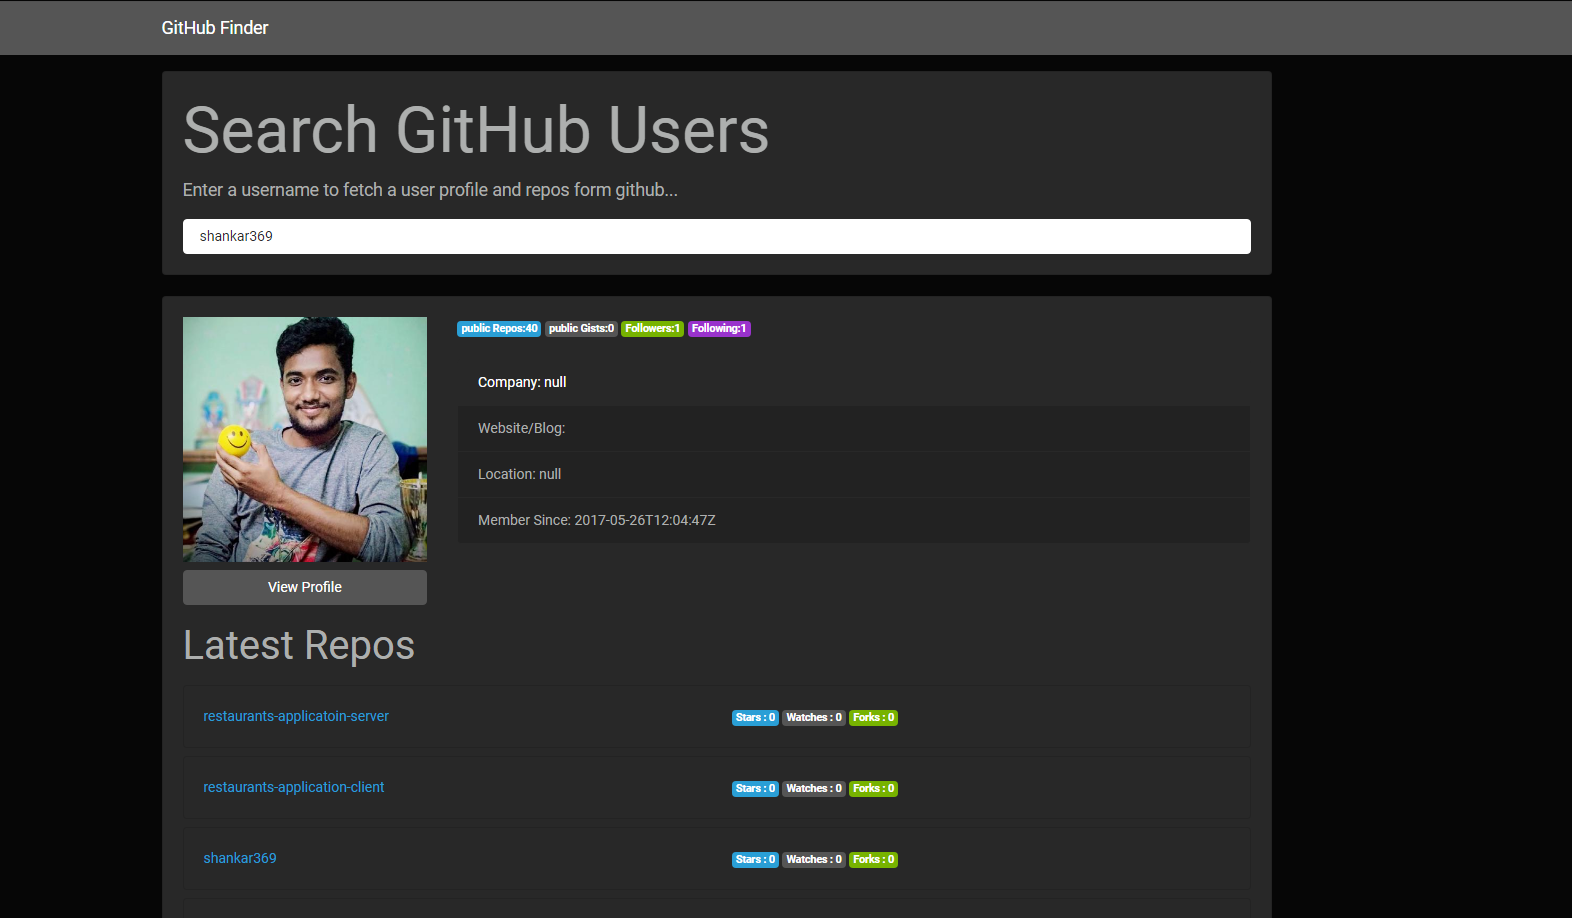 GitHub Finder
Search GitHub Users
Enter a username to fetch a user profile and repos form github...
shankar369
public Repos:40 public Gists:0 Followers:1 Following:1
Company: null
Website/Blog:
Location: null
Member Since: 2017-05-26T12:04:47Z
View Profile
Latest Repos
restaurants-applicatoin-server Stars : 0 Watches : 0 Forks : 0
restaurants-application-client Stars : 0 Watches : 0 Forks : 0
shankar369 Stars : 0 Watches : 0 Forks : 0